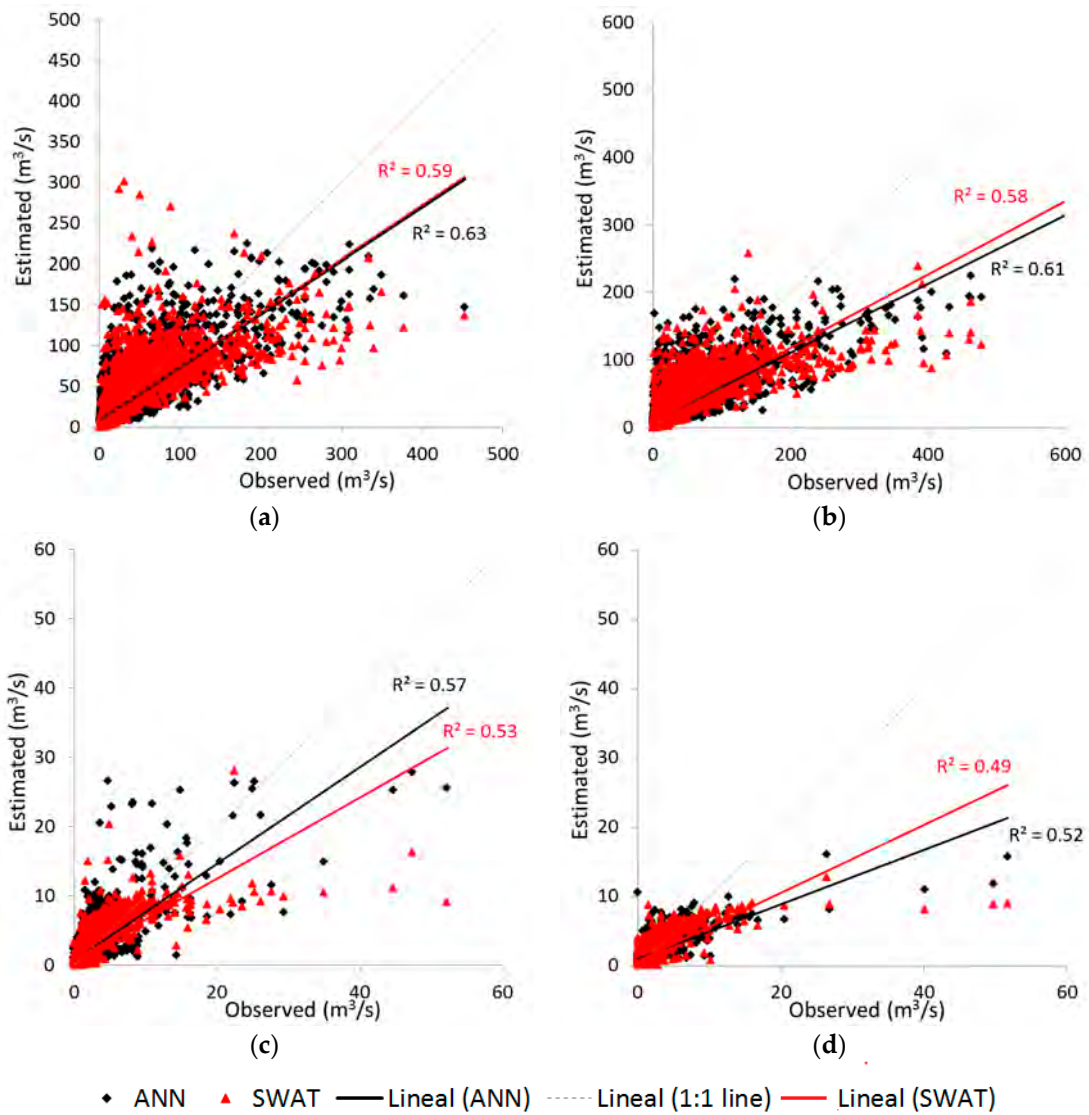 500
450
400
350
300
250
200
150
100
50
0
Estimated (m³/s)
R² = 0.59
R² = 0.63
0 100 200 300 400 500
Observed (m³/s)
(a)
600
500
400
300
200
100
0
Estimated (m³/s)
R² = 0.58
R² = 0.61
0 200 400 600
Observed (m³/s)
(b)
60
50
40
30
20
10
0
Estimated (m³/s)
R² = 0.57
R² = 0.53
0 20 40 60
Observed (m³/s)
(c)
60
50
40
30
20
10
0
Estimated (m³/s)
R² = 0.49
R² = 0.52
0 20 40 60
Observed (m³/s)
(d)
ANN SWAT Lineal (ANN) Lineal (1:1 line) Lineal (SWAT)